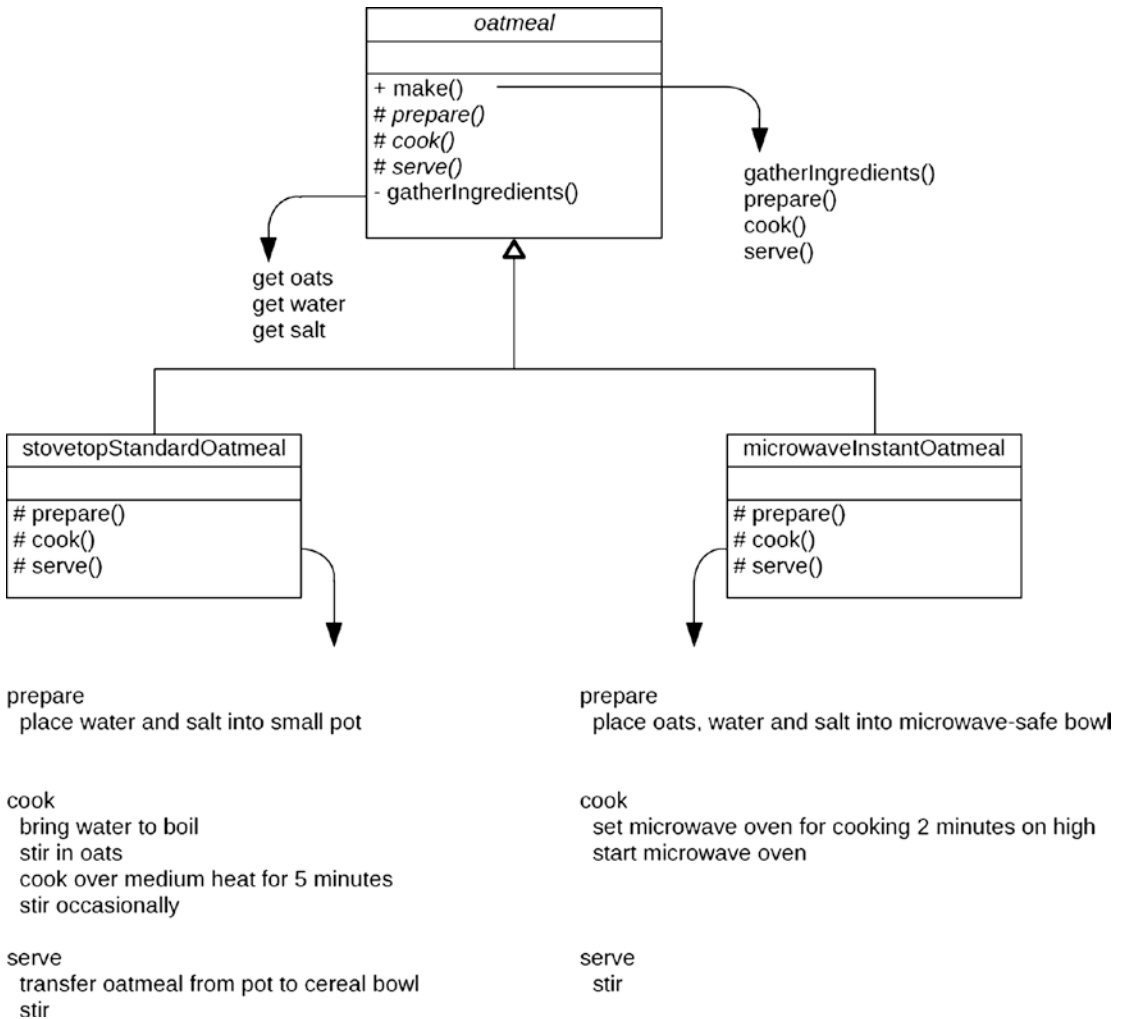 oatmeal
+ make()
# prepare()
# cook()
# serve()
- gatherIngredients()
gatherIngredients()
prepare()
cook()
serve()
get oats
get water
get salt
stovetopStandardOatmeal
# prepare()
# cook()
# serve()
microwaveInstantOatmeal
# prepare()
# cook()
# serve()
prepare
place water and salt into small pot
cook
bring water to boil
stir in oats
cook over medium heat for 5 minutes
stir occasionally
serve
transfer oatmeal from pot to cereal bowl
stir
prepare
place oats, water and salt into microwave-safe bowl
cook
set microwave oven for cooking 2 minutes on high
start microwave oven
serve
stir